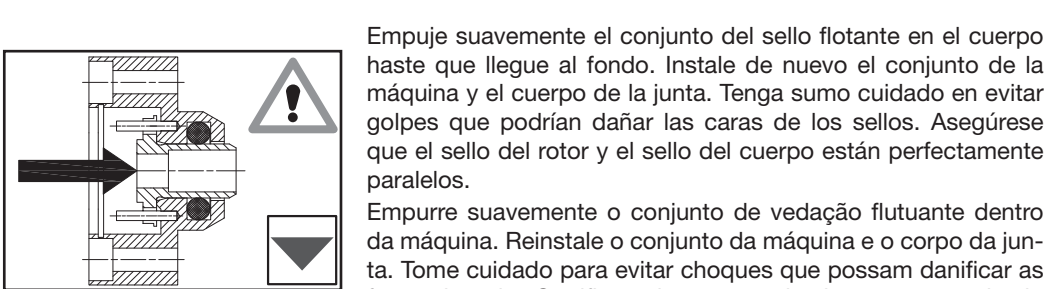 Empuje suavemente el conjunto del sello flotante en el cuerpo
haste que llegue al fondo. Instale de nuevo el conjunto de la
máquina y el cuerpo de la junta. Tenga sumo cuidado en evitar
golpes que podrían dañar las caras de los sellos. Asegúrese
que el sello del rotor y el sello del cuerpo están perfectamente
paralelos.
Empurre suavemente o conjunto de vedação flutuante dentro
da máquina. Reinstale o conjunto da máquina e o corpo da jun-
ta. Tome cuidado para evitar choques que possam danificar as